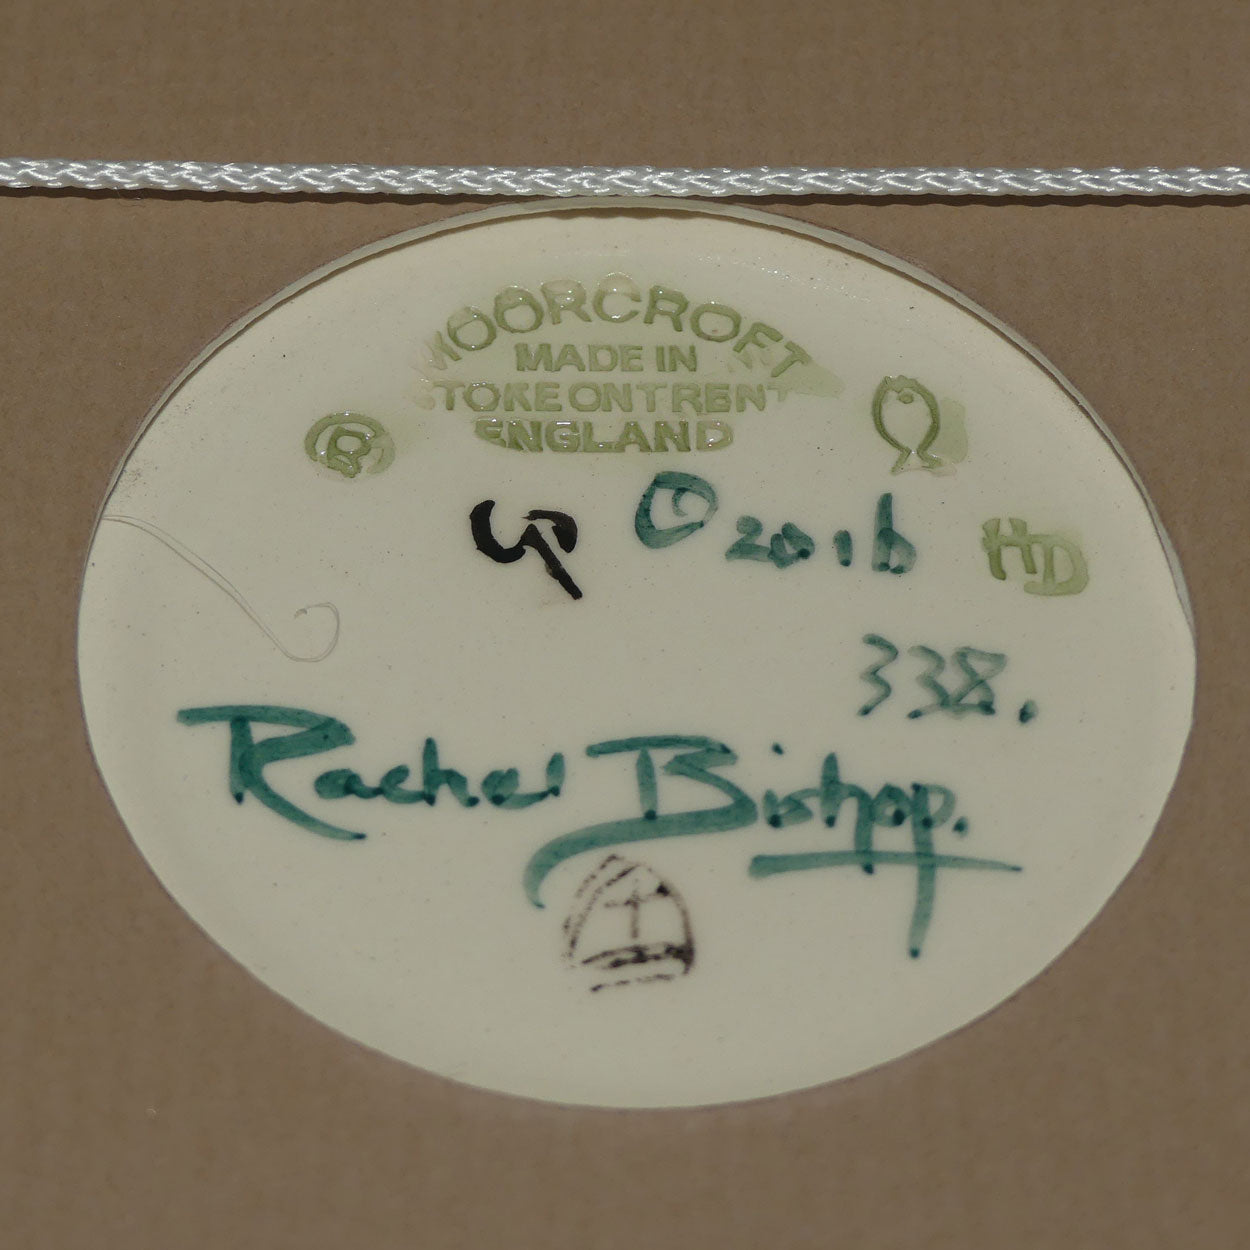 MOORCROFT
MADE IN
STOKE ON TRENT
ENGLAND
HD
© 2016
338.
Rachel Bishop.